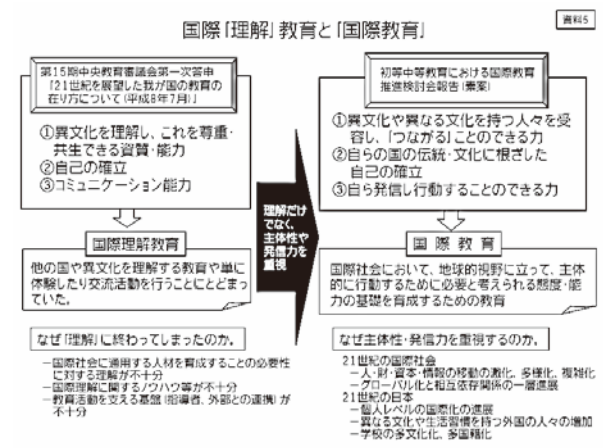 資料5
国際「理解」教育と「国際教育」
第15期中央教育審議会第一次答申
「21世紀を展望した我が国の教育の
在り方について(平成8年7月)」
①異文化を理解し、これを尊重・
共生できる資質・能力
②自己の確立
③コミュニケーション能力
国際理解教育
他の国や異文化を理解する教育や単に
体験したり交流活動を行うことにとどまっ
ていた。
なぜ「理解」に終わってしまったのか。
－国際社会に通用する人材を育成することの必要性
に対する理解が不十分
－国際理解に関するノウハウ等が不十分
－教育活動を支える基盤(指導者、外部との連携)が
不十分
理解だけ
でなく、
主体性や
発信力を
重視
初等中等教育における国際教育
推進検討会報告(素案)
①異文化や異なる文化を持つ人々を受
容し、「つながる」ことのできる力
②自らの国の伝統・文化に根ざした
自己の確立
③自ら発信し行動することのできる力
国際教育
国際社会において、地球的視野に立って、主体
的に行動するために必要と考えられる態度・能
力の基礎を育成するための教育
なぜ主体性・発信力を重視するのか。
21世紀の国際社会
－人・財・資本・情報の移動の激化、多様化、複雑化
－グローバル化と相互依存関係の一層進展
21世紀の日本
－個人レベルの国際化の進展
－異なる文化や生活習慣を持つ外国の人々の増加
－学校の多文化化、多国籍化